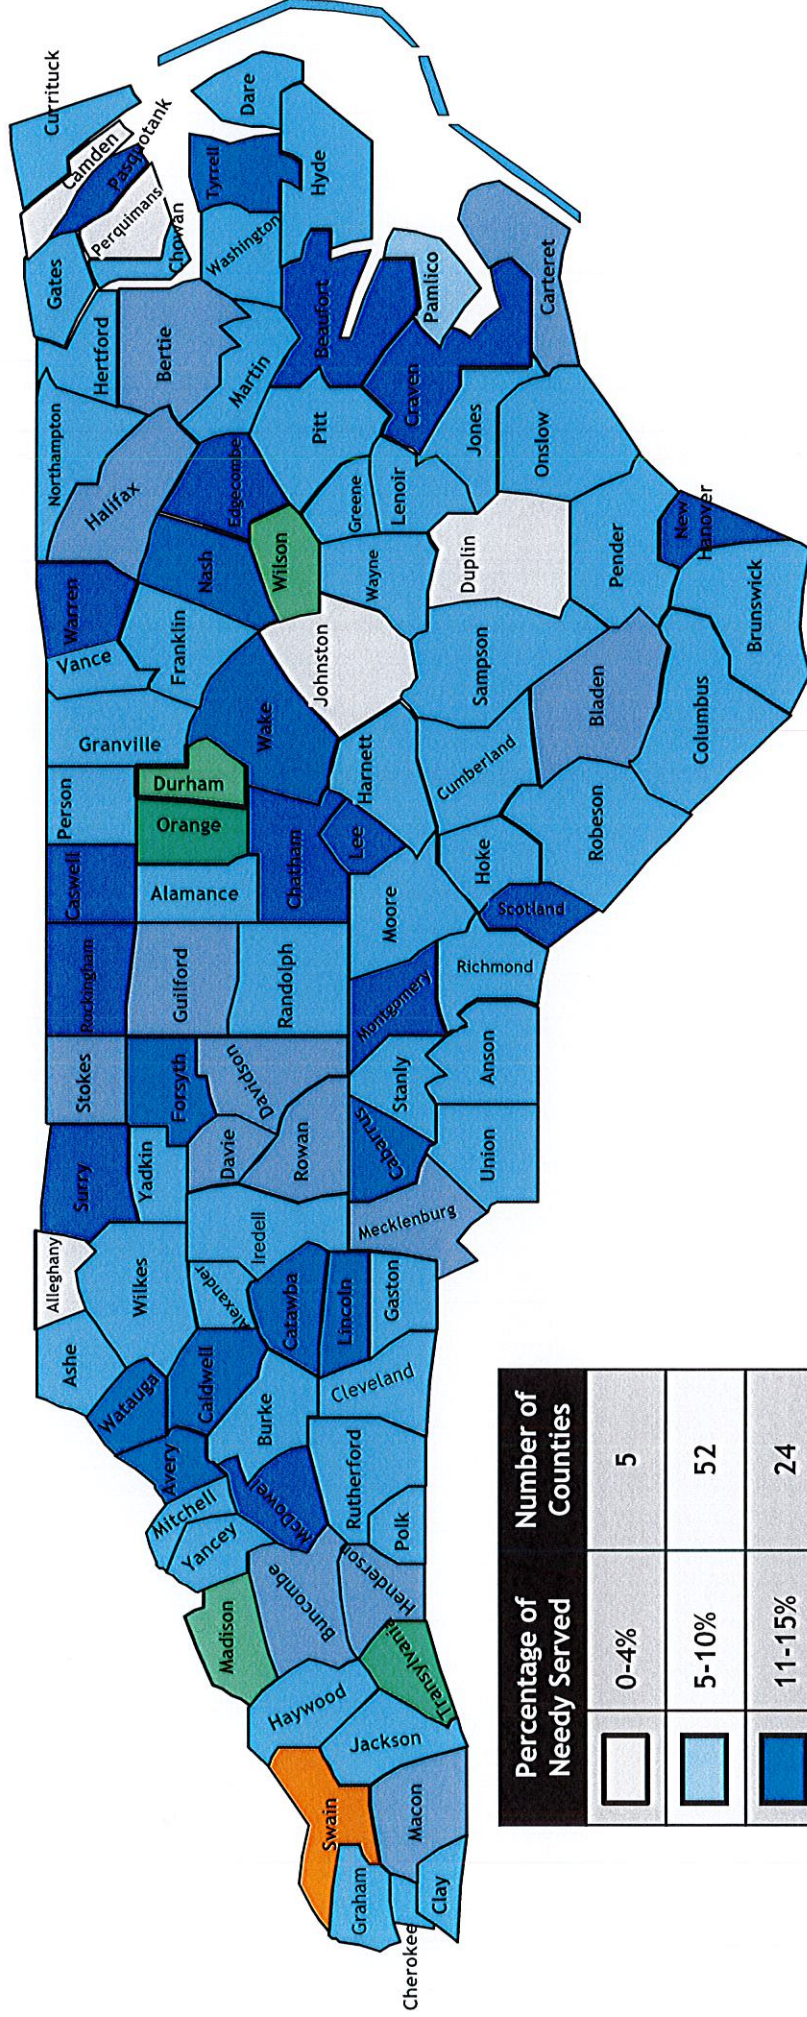 Currituck
Camden
Pasquotank
Perquimans
Chowan
Gates
Hertford
Bertie
Northampton
Halifax
Martin
Washington
Tyrrell
Dare
Hyde
Beaufort
Pamlico
Craven
Carteret
Jones
Onslow
Pitt
Greene
Lenoir
Edgecombe
Nash
Wilson
Wayne
Duplin
Pender
New
Hanover
Brunswick
Columbus
Bladen
Sampson
Johnston
Warren
Vance
Franklin
Granville
Wake
Harnett
Cumberland
Robeson
Person
Durham
Orange
Caswell
Alamance
Chatham
Lee
Moore
Hoke
Scotland
Rockingham
Guilford
Randolph
Montgomery
Richmond
Stokes
Forsyth
Davidson
Davie
Rowan
Stanly
Anson
Cabarrus
Union
Surry
Yadkin
Iredell
Mecklenburg
Alleghany
Wilkes
Alexander
Catawba
Lincoln
Gaston
Ashe
Watauga
Caldwell
Burke
Cleveland
Avery
Mitchell
Yancey
McDowell
Rutherford
Polk
Madison
Buncombe
Henderson
Transylvania
Haywood
Jackson
Swain
Macon
Graham
Cherokee
Clay
Percentage of
Needy Served
Number of
Counties
0-4% 5
5-10% 52
11-15% 24